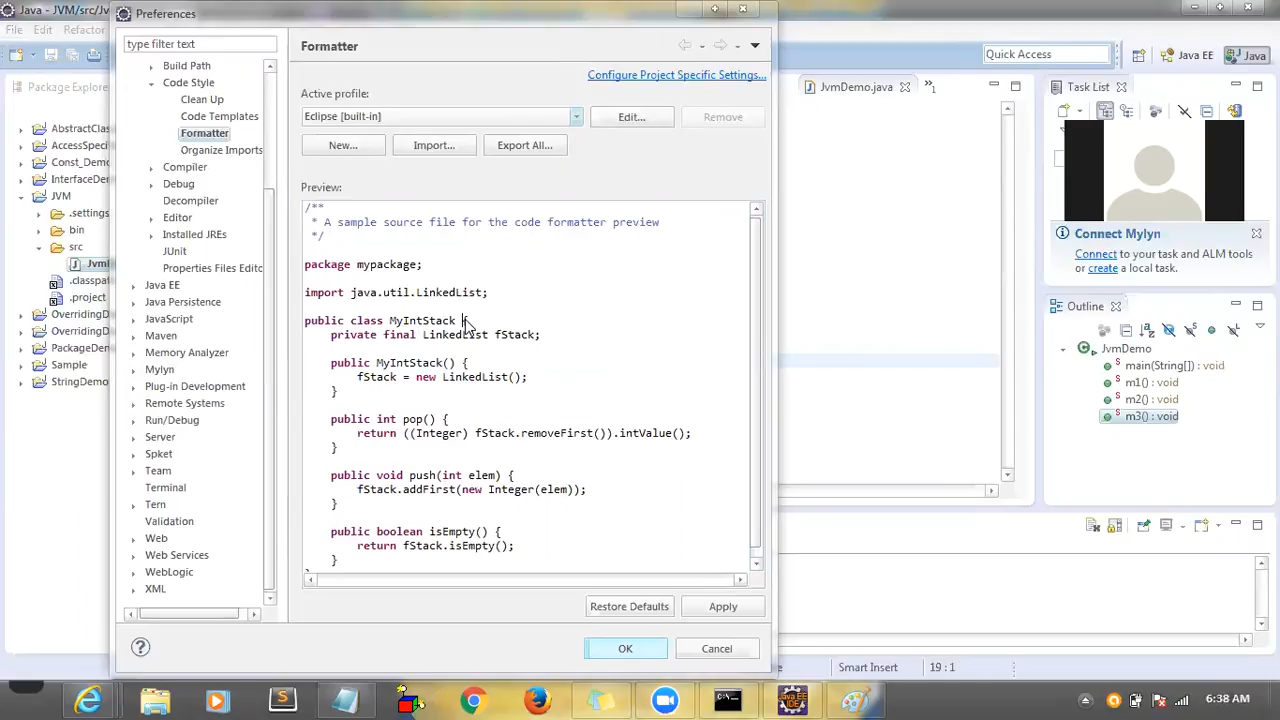 Java - JVM/src/Jv
Preferences
File Edit Refactor
type filter text
Formatter
Quick Access
Java EE
Java
Build Path
Code Style
Clean Up
Code Templates
Formatter
Organize Imports
Compiler
Debug
Decompiler
Editor
Installed JREs
JUnit
Properties Files Edito
Java EE
Java Persistence
JavaScript
Maven
Memory Analyzer
Mylyn
Plug-in Development
Remote Systems
Run/Debug
Server
Spket
Team
Terminal
Tern
Validation
Web
Web Services
WebLogic
XML
Configure Project Specific Settings...
Active profile:
Eclipse [built-in]
Edit...
Remove
New...
Import...
Export All...
Preview:
/**
* A sample source file for the code formatter preview
*/
package mypackage;
import java.util.LinkedList;
public class MyIntStack {
private final LinkedList fStack;
public MyIntStack() {
fStack = new LinkedList();
}
public int pop() {
return ((Integer) fStack.removeFirst()).intValue();
}
public void push(int elem) {
fStack.addFirst(new Integer(elem));
}
public boolean isEmpty() {
return fStack.isEmpty();
}
Restore Defaults
Apply
OK
Cancel
Package Explo
AbstractClas
AccessSpecif
Const_Demo
InterfaceDem
JVM
.settings
bin
src
Jvml
.classpat
.project
OverridingD
OverridingD
PackageDem
Sample
StringDemo
JvmDemo.java
Task List
Connect Mylyn
Connect to your task and ALM tools
or create a local task.
Outline
JvmDemo
main(String[]) : void
m1() : void
m2() : void
m3() : void
Smart Insert
19 : 1
6:38 AM